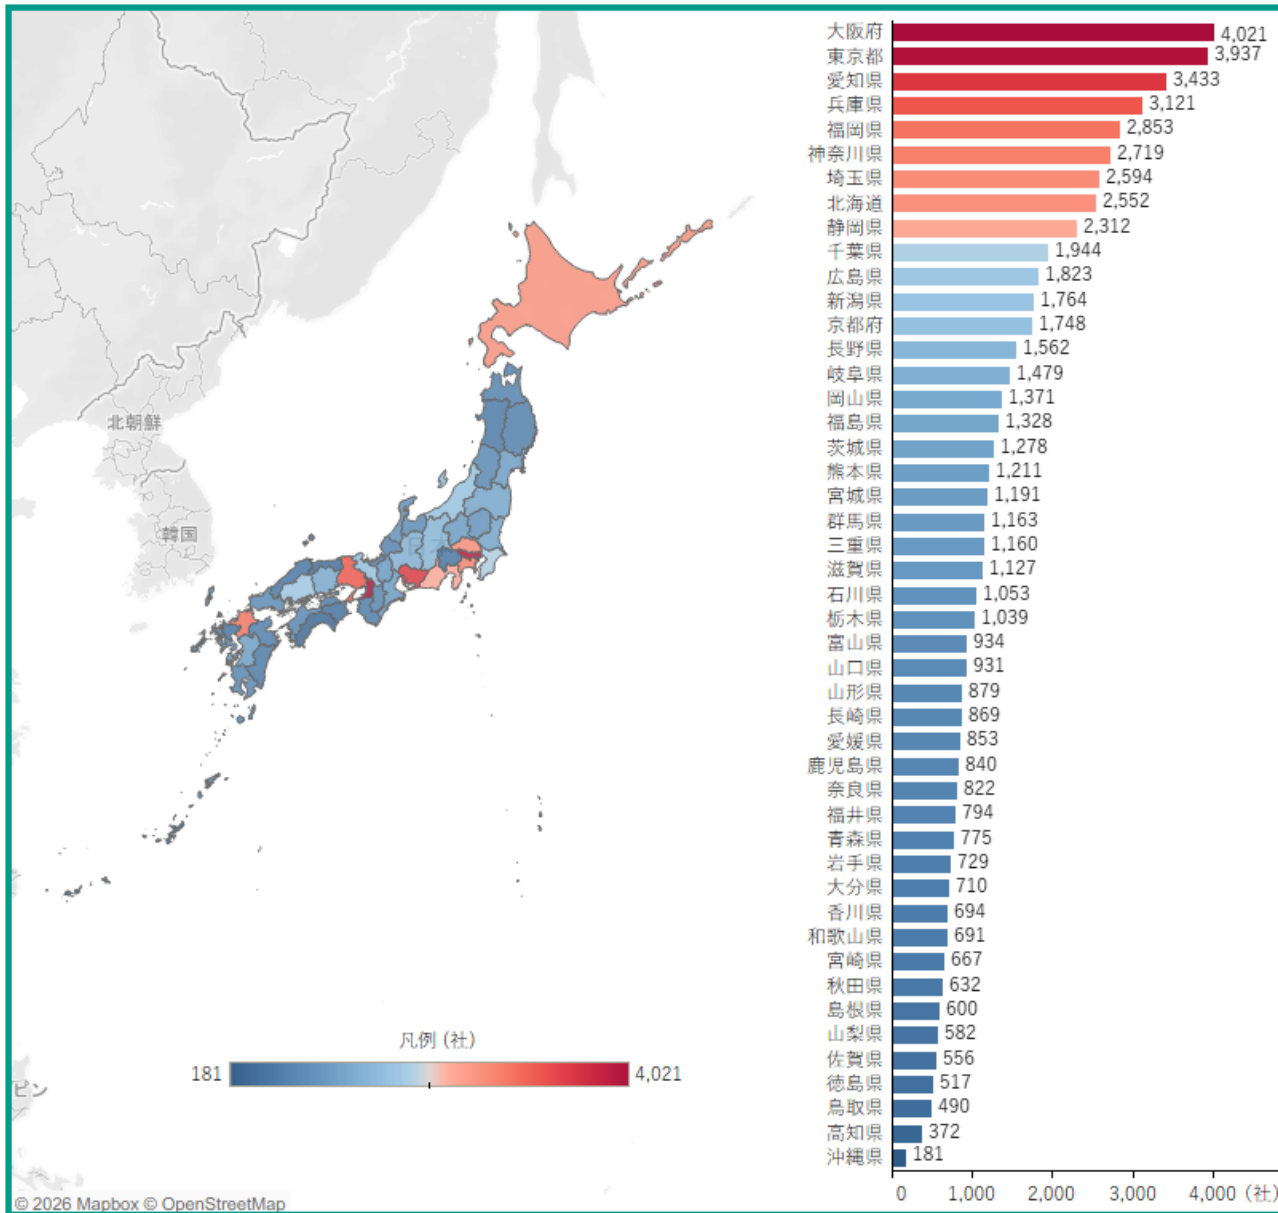 北朝鮮
韓国
ピン
凡例 (社)
181 4,021
© 2026 Mapbox © OpenStreetMap
大阪府 4,021
東京都 3,937
愛知県 3,433
兵庫県 3,121
福岡県 2,853
神奈川県 2,719
埼玉県 2,594
北海道 2,552
静岡県 2,312
千葉県 1,944
広島県 1,823
新潟県 1,764
京都府 1,748
長野県 1,562
岐阜県 1,479
岡山県 1,371
福島県 1,328
茨城県 1,278
熊本県 1,211
宮城県 1,191
群馬県 1,163
三重県 1,160
滋賀県 1,127
石川県 1,053
栃木県 1,039
富山県 934
山口県 931
山形県 879
長崎県 869
愛媛県 853
鹿児島県 840
奈良県 822
福井県 794
青森県 775
岩手県 729
大分県 710
香川県 694
和歌山県 691
宮崎県 667
秋田県 632
島根県 600
山梨県 582
佐賀県 556
徳島県 517
鳥取県 490
高知県 372
沖縄県 181
0 1,000 2,000 3,000 4,000 (社)